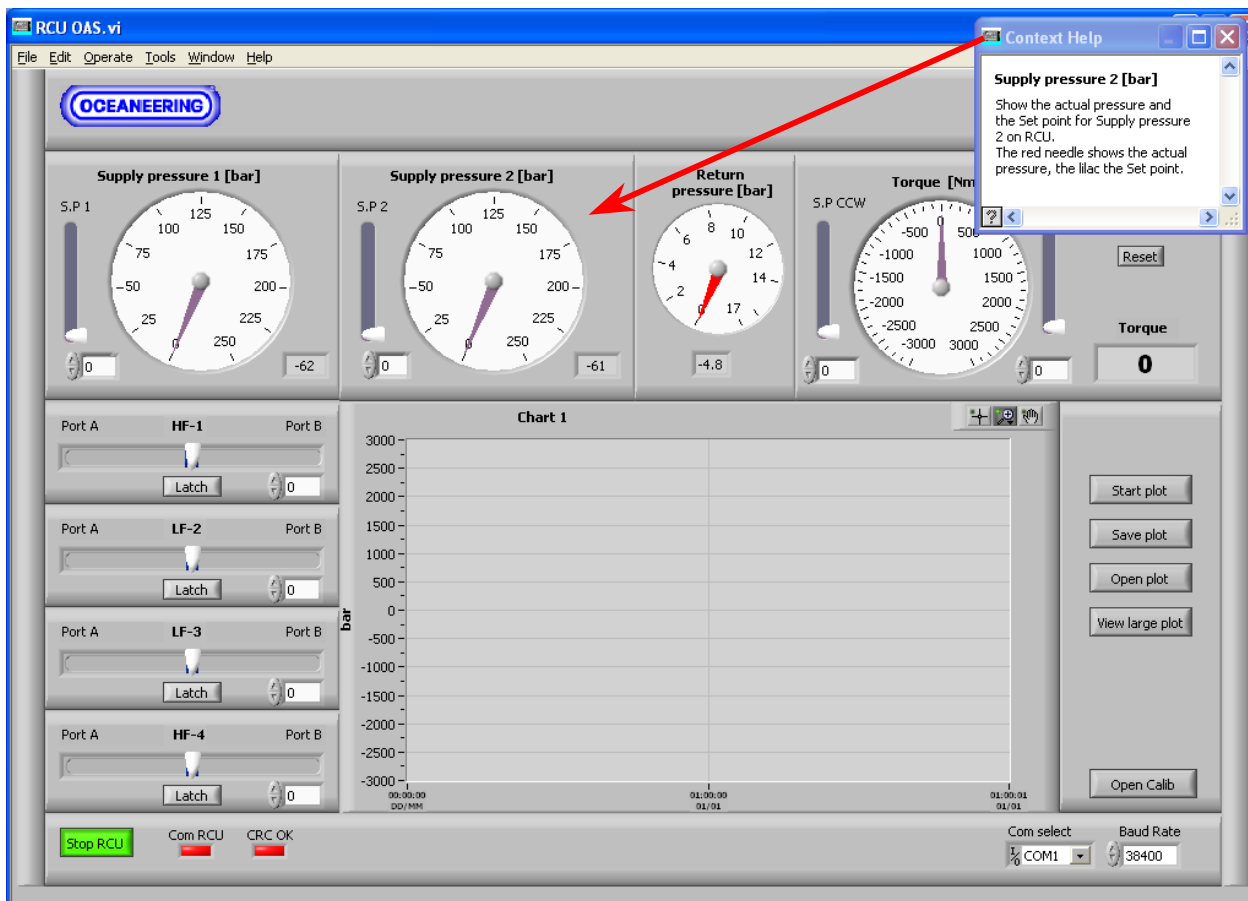 RCU OAS.vi
File Edit Operate Tools Window Help
Context Help
Supply pressure 2 [bar]
Show the actual pressure and
the Set point for Supply pressure
2 on RCU.
The red needle shows the actual
pressure, the lilac the Set point.
?
OCEANEERING
Supply pressure 1 [bar]
S.P 1
0 25 50 75 100 125 150 175 200 225 250
0
-62
Supply pressure 2 [bar]
S.P 2
0 25 50 75 100 125 150 175 200 225 250
0
-61
Return
pressure [bar]
0 2 4 6 8 10 12 14 17
-4.8
Torque [Nm
S.P CCW
-3000 -2500 -2000 -1500 -1000 -500 0 500 1000 1500 2000 2500 3000
0
0
Reset
Torque
0
Port A HF-1 Port B
Latch 0
Port A LF-2 Port B
Latch 0
Port A LF-3 Port B
Latch 0
Port A HF-4 Port B
Latch 0
Chart 1
bar
3000
2500
2000
1500
1000
500
0
-500
-1000
-1500
-2000
-2500
-3000
00:00:00 01:00:00 01:00:01
DD/MM 01/01 01/01
Start plot
Save plot
Open plot
View large plot
Open Calib
Stop RCU
Com RCU
CRC OK
Com select
I/O COM1
Baud Rate
38400